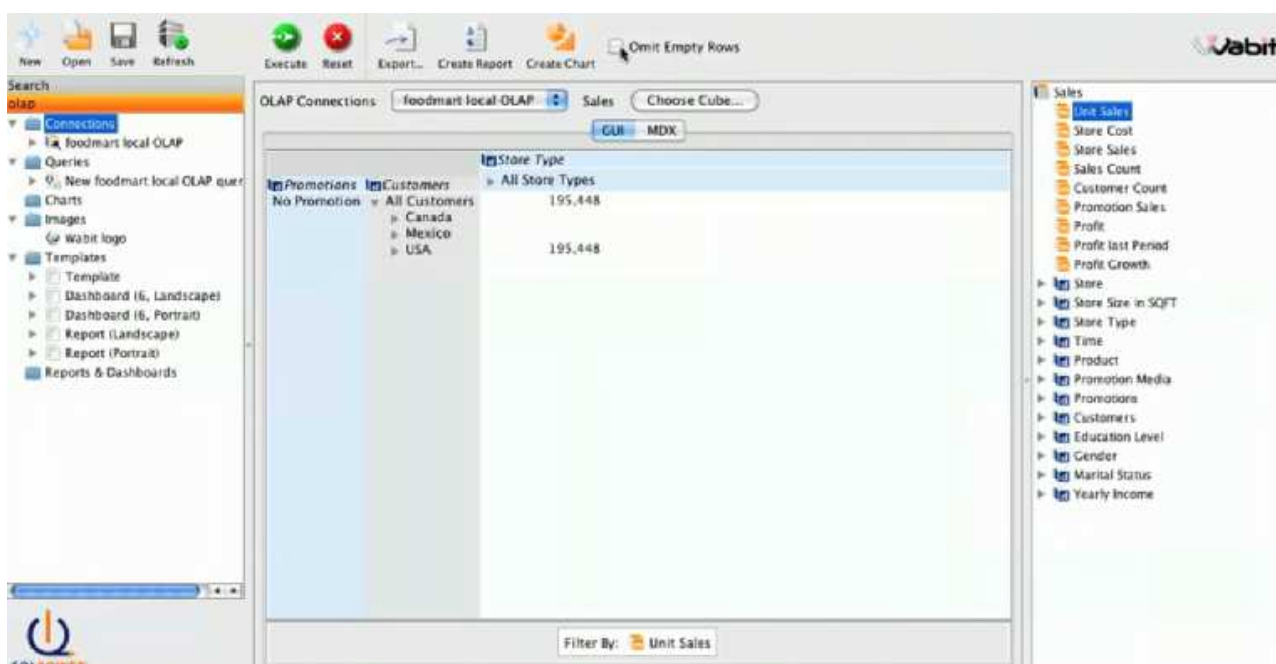 New Open Save Refresh Execute Reset Export... Create Report Create Chart Omit Empty Rows
Wabit
Search
olap
Connections
foodmart local OLAP
Queries
New foodmart local OLAP quer
Charts
Images
wabit logo
Templates
Template
Dashboard (6, Landscape)
Dashboard (6, Portrait)
Report (Landscape)
Report (Portrait)
Reports & Dashboards
OLAP Connections foodmart local OLAP Sales Choose Cube...
GUI MDX
Store Type
Promotions Customers All Store Types
No Promotion All Customers 195,448
Canada
Mexico
USA 195,448
Filter By: Unit Sales
Sales
Unit Sales
Store Cost
Store Sales
Sales Count
Customer Count
Promotion Sales
Profit
Profit last Period
Profit Growth
Store
Store Size in SQFT
Store Type
Time
Product
Promotion Media
Promotions
Customers
Education Level
Gender
Marital Status
Yearly Income